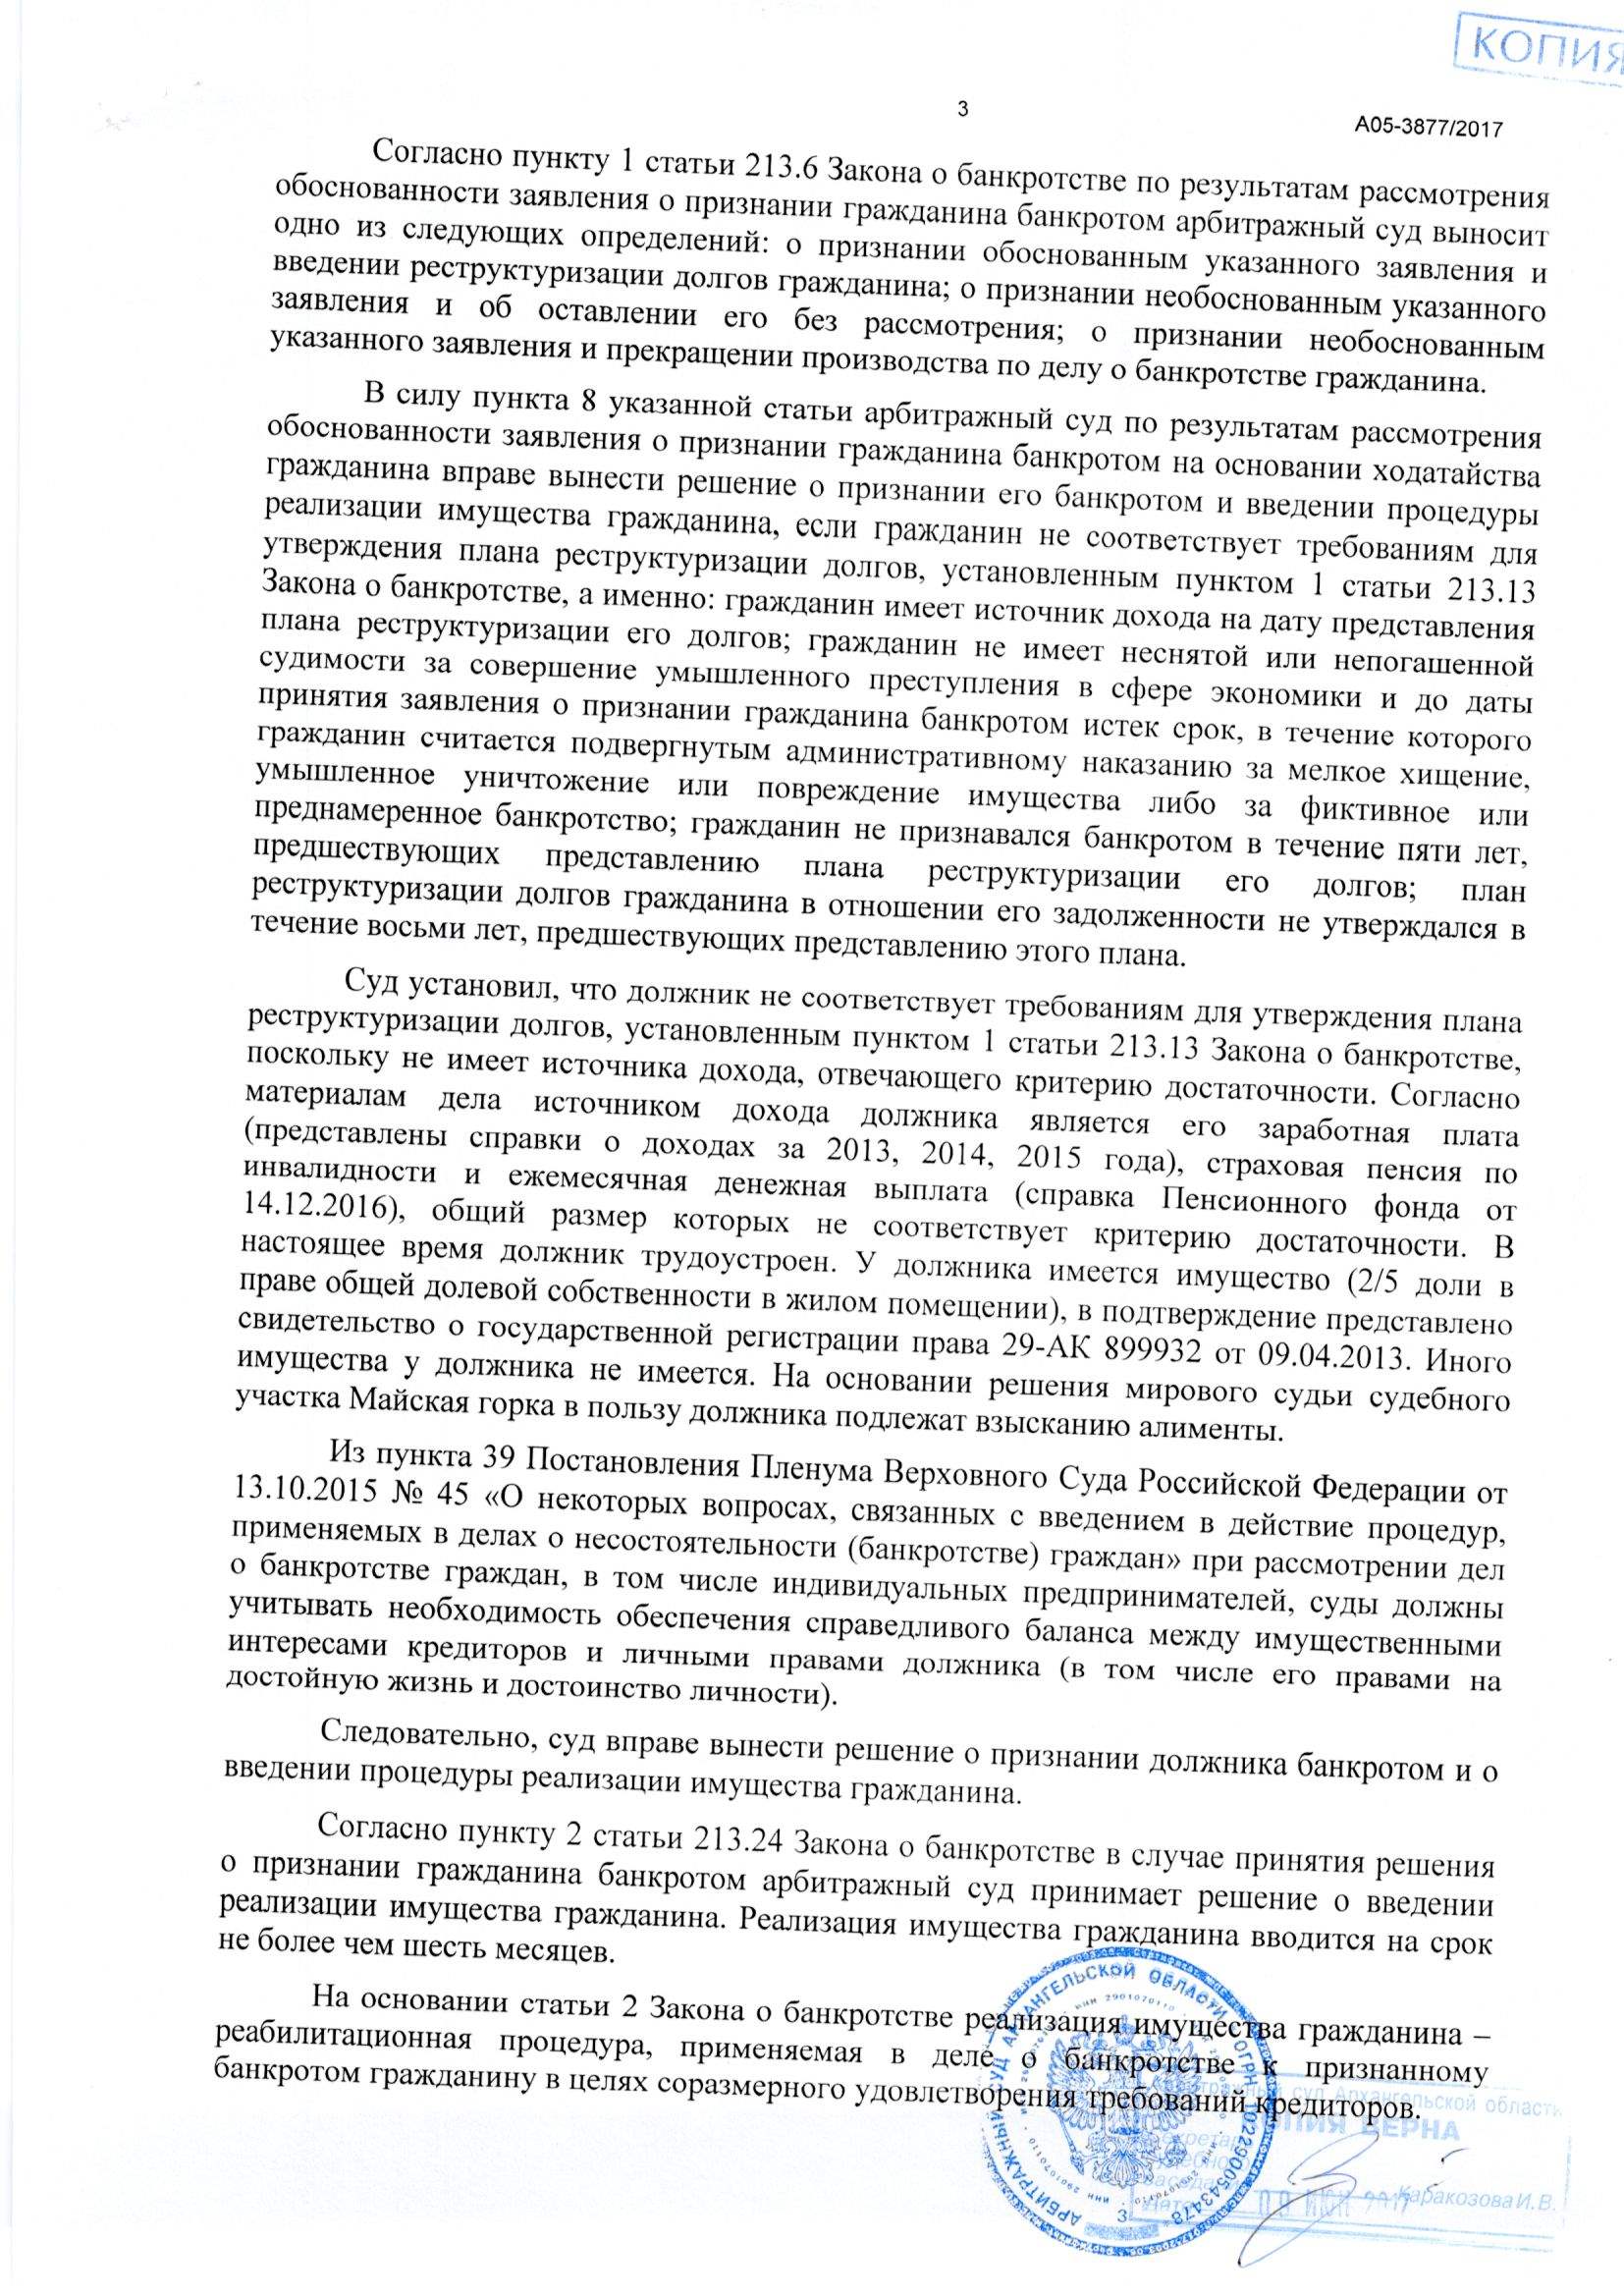 КОПИЯ
3
А05-3877/2017
Согласно пункту 1 статьи 213.6 Закона о банкротстве по результатам рассмотрения
обоснованности заявления о признании гражданина банкротом арбитражный суд выносит
одно из следующих определений: о признании обоснованным указанного заявления и
введении реструктуризации долгов гражданина; о признании необоснованным указанного
заявления и об оставлении его без рассмотрения; о признании необоснованным
указанного заявления и прекращении производства по делу о банкротстве гражданина.
В силу пункта 8 указанной статьи арбитражный суд по результатам рассмотрения
обоснованности заявления о признании гражданина банкротом на основании ходатайства
гражданина вправе вынести решение о признании его банкротом и введении процедуры
реализации имущества гражданина, если гражданин не соответствует требованиям для
утверждения плана реструктуризации долгов, установленным пунктом 1 статьи 213.13
Закона о банкротстве, а именно: гражданин имеет источник дохода на дату представления
плана реструктуризации его долгов; гражданин не имеет неснятой или непогашенной
судимости за совершение умышленного преступления в сфере экономики и до даты
принятия заявления о признании гражданина банкротом истек срок, в течение которого
гражданин считается подвергнутым административному наказанию за мелкое хищение,
умышленное уничтожение или повреждение имущества либо за фиктивное или
преднамеренное банкротство; гражданин не признавался банкротом в течение пяти лет,
предшествующих представлению плана реструктуризации его долгов; план
реструктуризации долгов гражданина в отношении его задолженности не утверждался в
течение восьми лет, предшествующих представлению этого плана.
Суд установил, что должник не соответствует требованиям для утверждения плана
реструктуризации долгов, установленным пунктом 1 статьи 213.13 Закона о банкротстве,
поскольку не имеет источника дохода, отвечающего критерию достаточности. Согласно
материалам дела источником дохода должника является его заработная плата
(представлены справки о доходах за 2013, 2014, 2015 года), страховая пенсия по
инвалидности и ежемесячная денежная выплата (справка Пенсионного фонда от
14.12.2016), общий размер которых не соответствует критерию достаточности. В
настоящее время должник трудоустроен. У должника имеется имущество (2/5 доли в
праве общей долевой собственности в жилом помещении), в подтверждение представлено
свидетельство о государственной регистрации права 29-АК 899932 от 09.04.2013. Иного
имущества у должника не имеется. На основании решения мирового судьи судебного
участка Майская горка в пользу должника подлежат взысканию алименты.
Из пункта 39 Постановления Пленума Верховного Суда Российской Федерации от
13.10.2015 № 45 «О некоторых вопросах, связанных с введением в действие процедур,
применяемых в делах о несостоятельности (банкротстве) граждан» при рассмотрении дел
о банкротстве граждан, в том числе индивидуальных предпринимателей, суды должны
учитывать необходимость обеспечения справедливого баланса между имущественными
интересами кредиторов и личными правами должника (в том числе его правами на
достойную жизнь и достоинство личности).
Следовательно, суд вправе вынести решение о признании должника банкротом и о
введении процедуры реализации имущества гражданина.
Согласно пункту 2 статьи 213.24 Закона о банкротстве в случае принятия решения
о признании гражданина банкротом арбитражный суд принимает решение о введении
реализации имущества гражданина. Реализация имущества гражданина вводится на срок
не более чем шесть месяцев.
На основании статьи 2 Закона о банкротстве реализация имущества гражданина –
реабилитационная процедура, применяемая в деле о банкротстве к признанному
банкротом гражданину в целях соразмерного удовлетворения требований кредиторов.
АРБИТРАЖНЫЙ СУД АРХАНГЕЛЬСКОЙ ОБЛАСТИ ОГРН 1022900543478
ИНН 2901070110
3
Арбитражный суд Архангельской области
КОПИЯ ВЕРНА
Каракозова И.В.